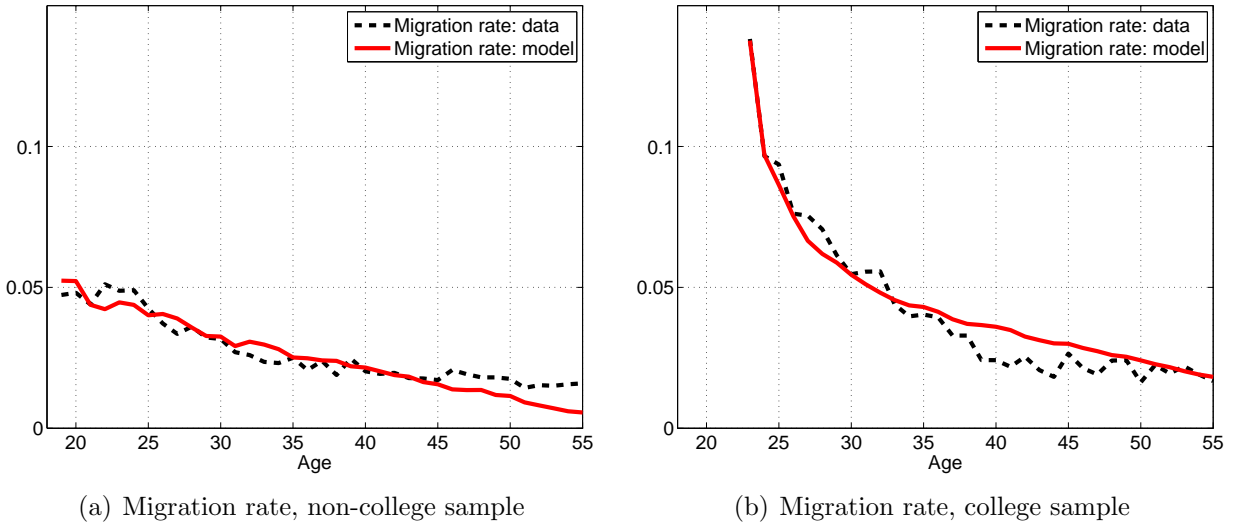 Migration rate: data
Migration rate: model
0.1
0.05
0
20 25 30 35 40 45 50 55
Age
(a) Migration rate, non-college sample
Migration rate: data
Migration rate: model
0.1
0.05
0
20 25 30 35 40 45 50 55
Age
(b) Migration rate, college sample